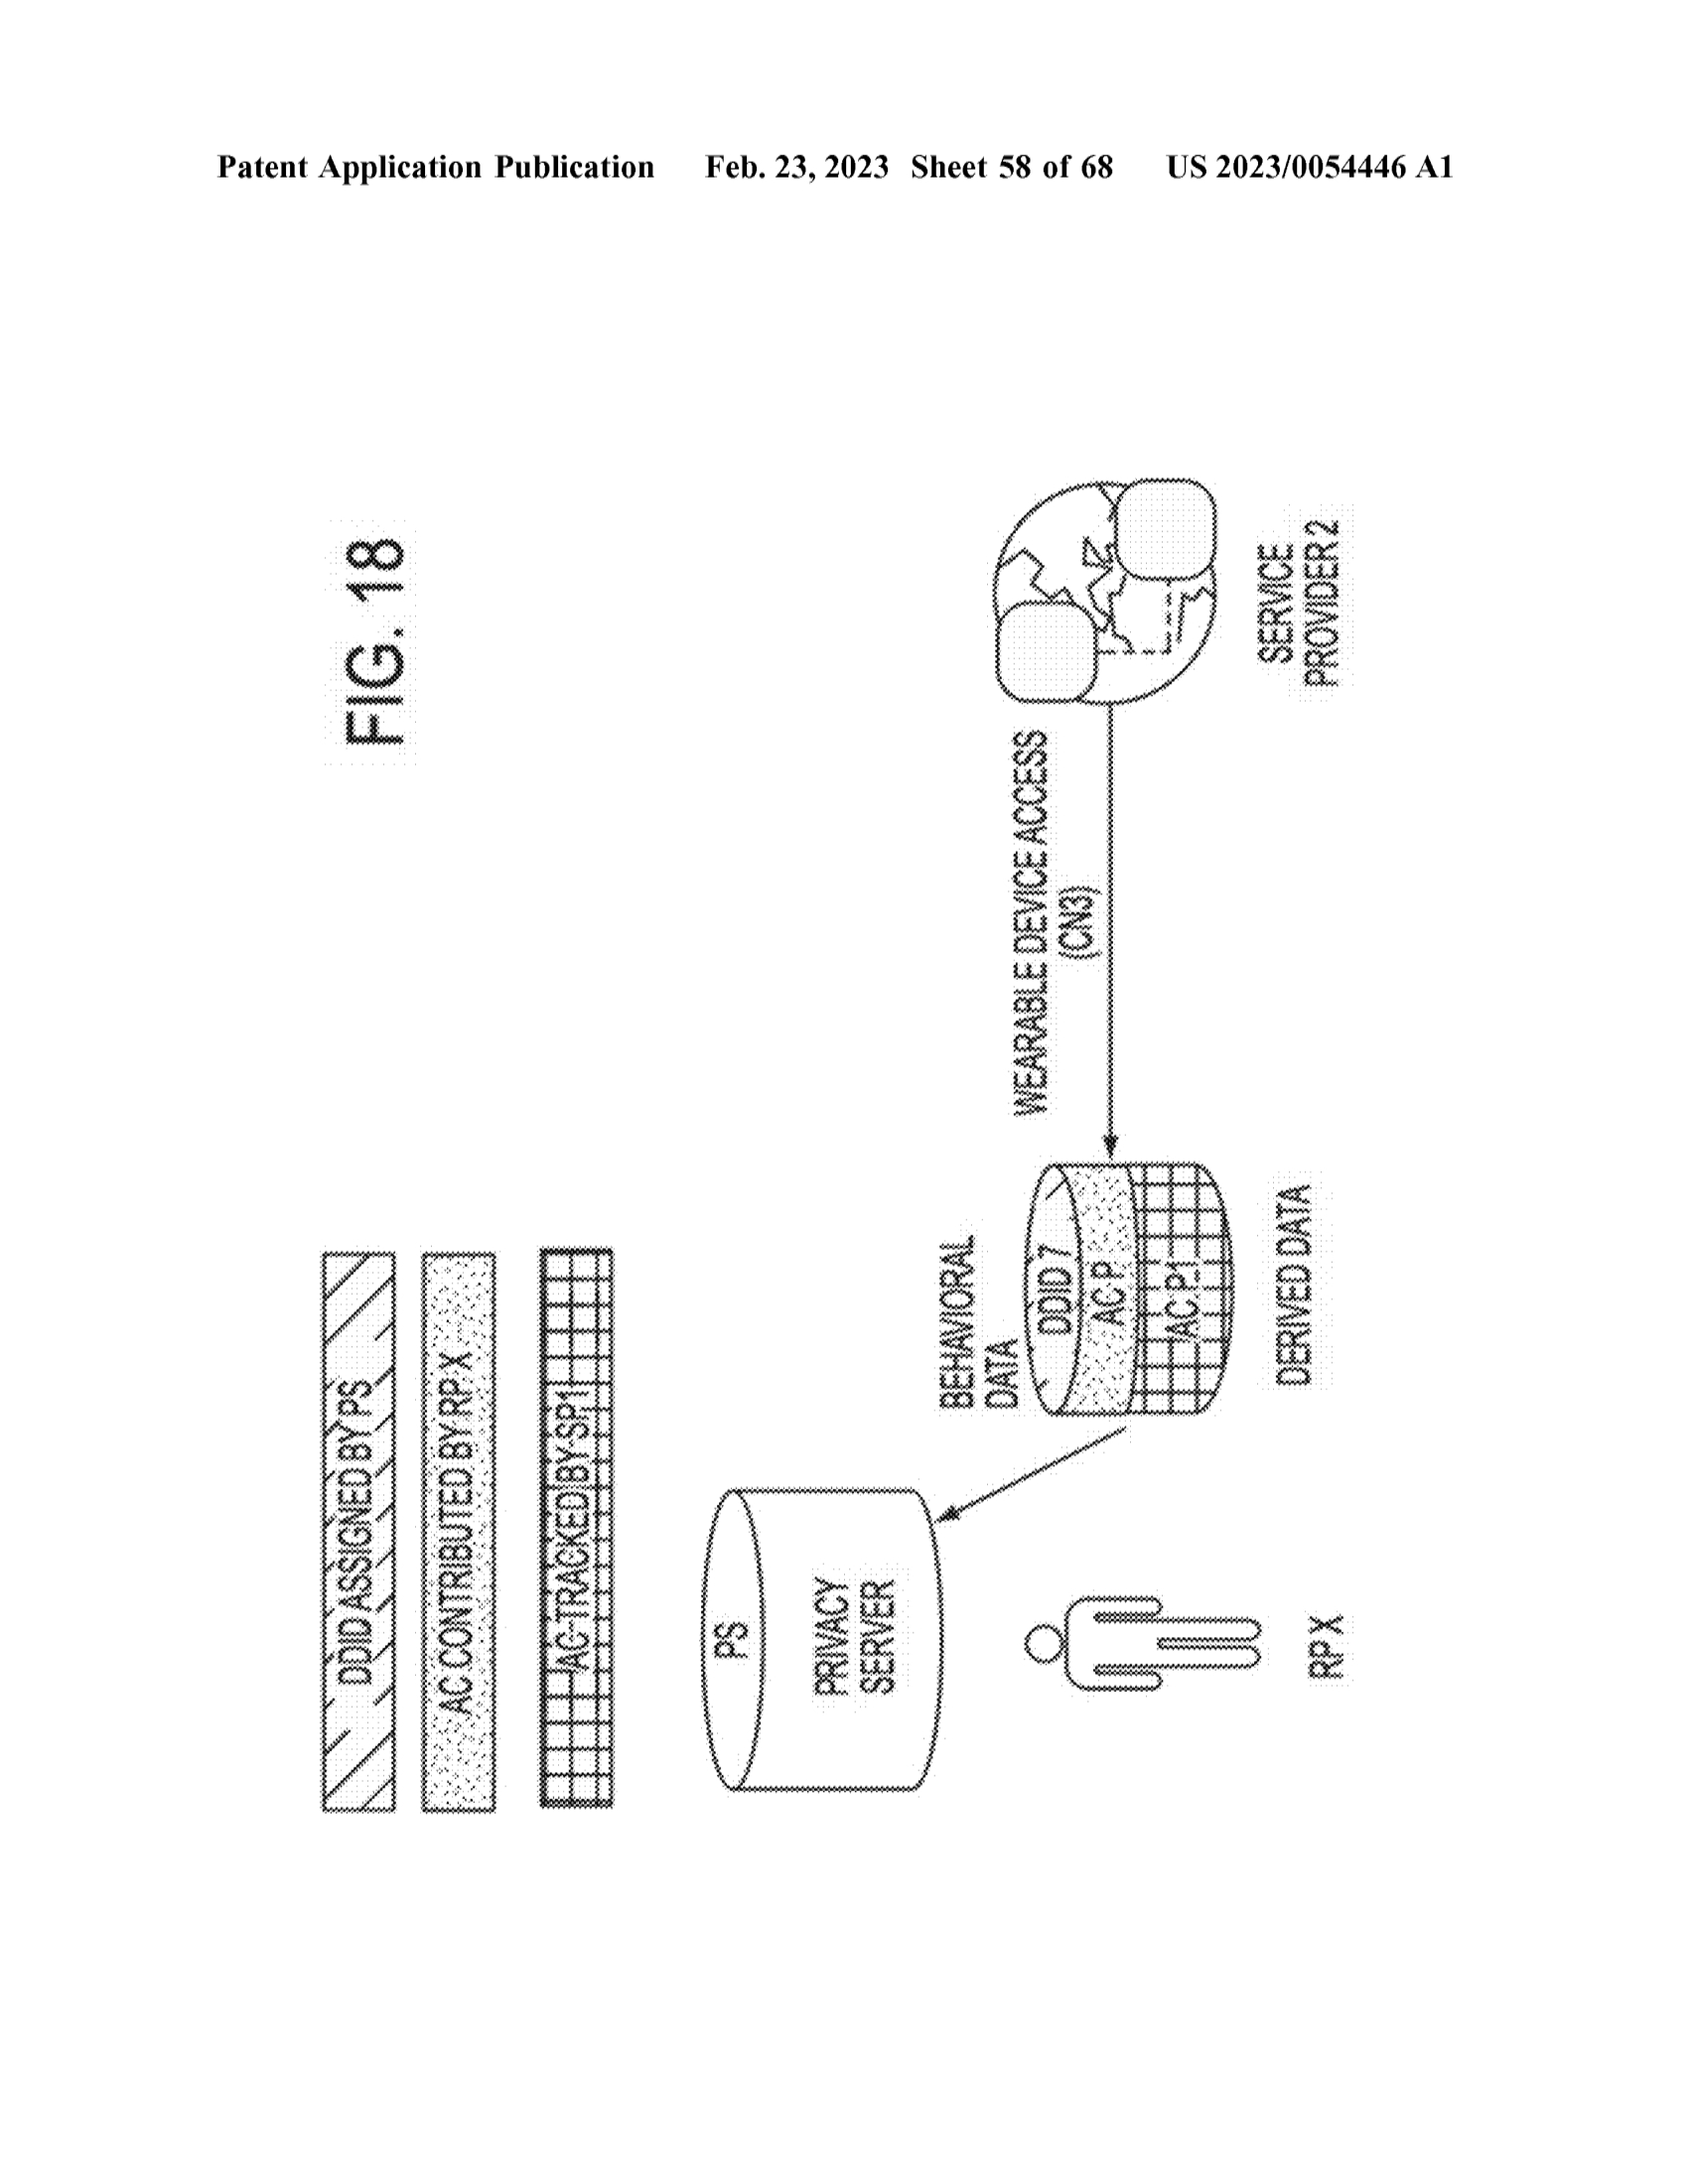 Patent Application Publication Feb. 23, 2023 Sheet 58 of 68 US 2023/0054446 A1
FIG. 18
DDID ASSIGNED BY PS
AC CONTRIBUTED BY RP X
AC-TRACKED BY SP1
PS
PRIVACY
SERVER
RP X
BEHAVIORAL
DATA
DDID 7
AC P
AC P1
DERIVED DATA
WEARABLE DEVICE ACCESS
(CN3)
SERVICE
PROVIDER 2